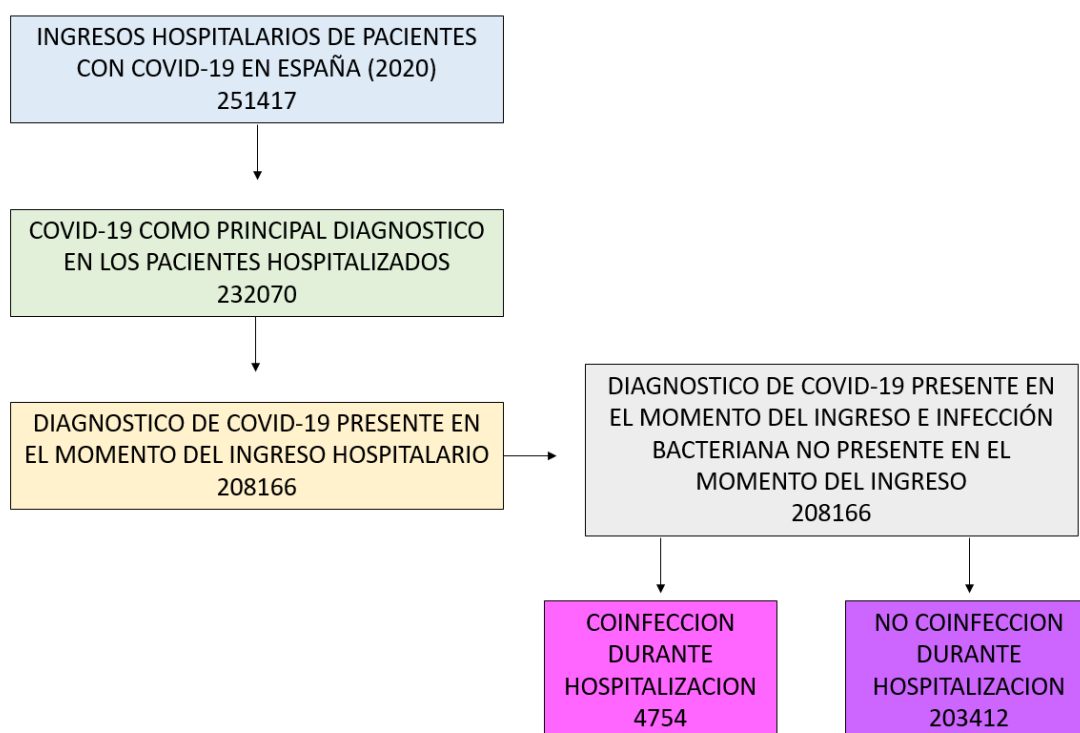 INGRESOS HOSPITALARIOS DE PACIENTES
CON COVID-19 EN ESPAÑA (2020)
251417
COVID-19 COMO PRINCIPAL DIAGNOSTICO
EN LOS PACIENTES HOSPITALIZADOS
232070
DIAGNOSTICO DE COVID-19 PRESENTE EN
EL MOMENTO DEL INGRESO HOSPITALARIO
208166
DIAGNOSTICO DE COVID-19 PRESENTE EN
EL MOMENTO DEL INGRESO E INFECCIÓN
BACTERIANA NO PRESENTE EN EL
MOMENTO DEL INGRESO
208166
COINFECCION
DURANTE
HOSPITALIZACION
4754
NO COINFECCION
DURANTE
HOSPITALIZACION
203412